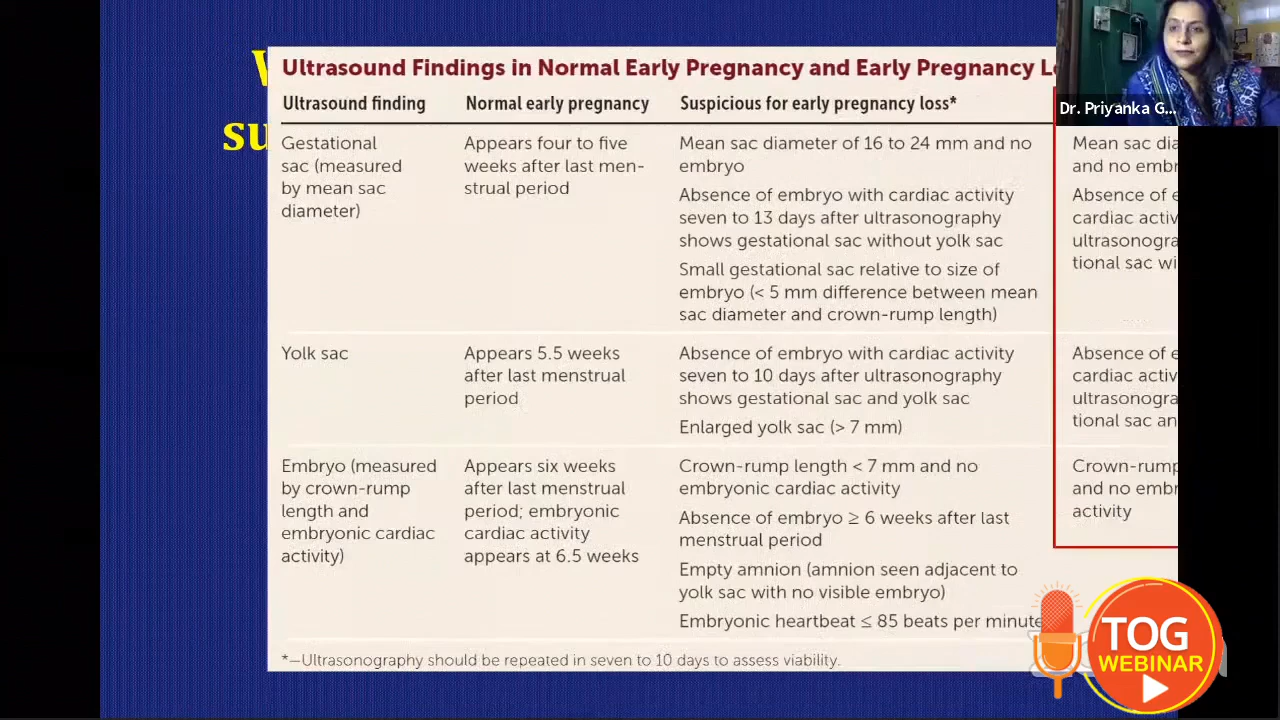 su
Ultrasound Findings in Normal Early Pregnancy and Early Pregnancy
Ultrasound finding
Normal early pregnancy
Suspicious for early pregnancy loss*
Dr. Priyanka G...
Gestational
sac (measured
by mean sac
diameter)
Appears four to five
weeks after last men-
strual period
Mean sac diameter of 16 to 24 mm and no
embryo
Absence of embryo with cardiac activity
seven to 13 days after ultrasonography
shows gestational sac without yolk sac
Small gestational sac relative to size of
embryo (< 5 mm difference between mean
sac diameter and crown-rump length)
Mean sac dia
and no embr
Absence of
cardiac activ
ultrasonogra
tional sac wi
Yolk sac
Appears 5.5 weeks
after last menstrual
period
Absence of embryo with cardiac activity
seven to 10 days after ultrasonography
shows gestational sac and yolk sac
Enlarged yolk sac (> 7 mm)
Absence of e
cardiac activ
ultrasonogra
tional sac an
Embryo (measured
by crown-rump
length and
embryonic cardiac
activity)
Appears six weeks
after last menstrual
period; embryonic
cardiac activity
appears at 6.5 weeks
Crown-rump length < 7 mm and no
embryonic cardiac activity
Absence of embryo ≥ 6 weeks after last
menstrual period
Empty amnion (amnion seen adjacent to
yolk sac with no visible embryo)
Embryonic heartbeat ≤ 85 beats per minute
Crown-rump
and no embr
activity
*—Ultrasonography should be repeated in seven to 10 days to assess viability.
TOG
WEBINAR